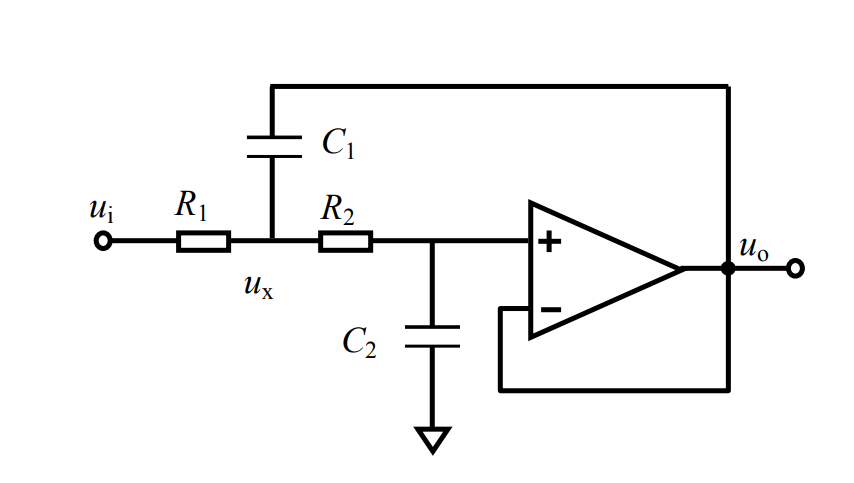 C₁
uᵢ
R₁
R₂
+
uₒ
uₓ
−
C₂